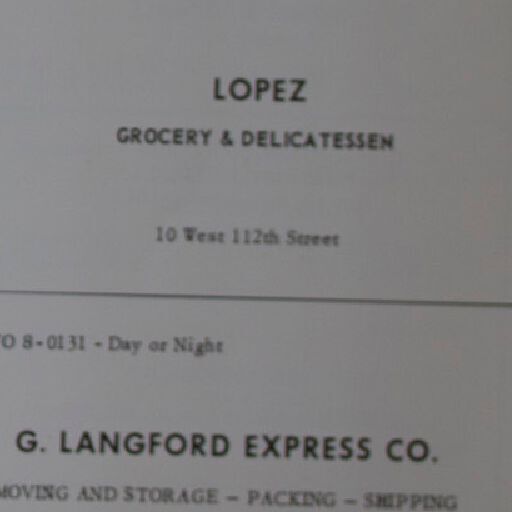 LOPEZ
GROCERY & DELICATESSEN
10 West 112th Street
O 8-0131 - Day or Night
G. LANGFORD EXPRESS CO.
MOVING AND STORAGE - PACKING - SHIPPING